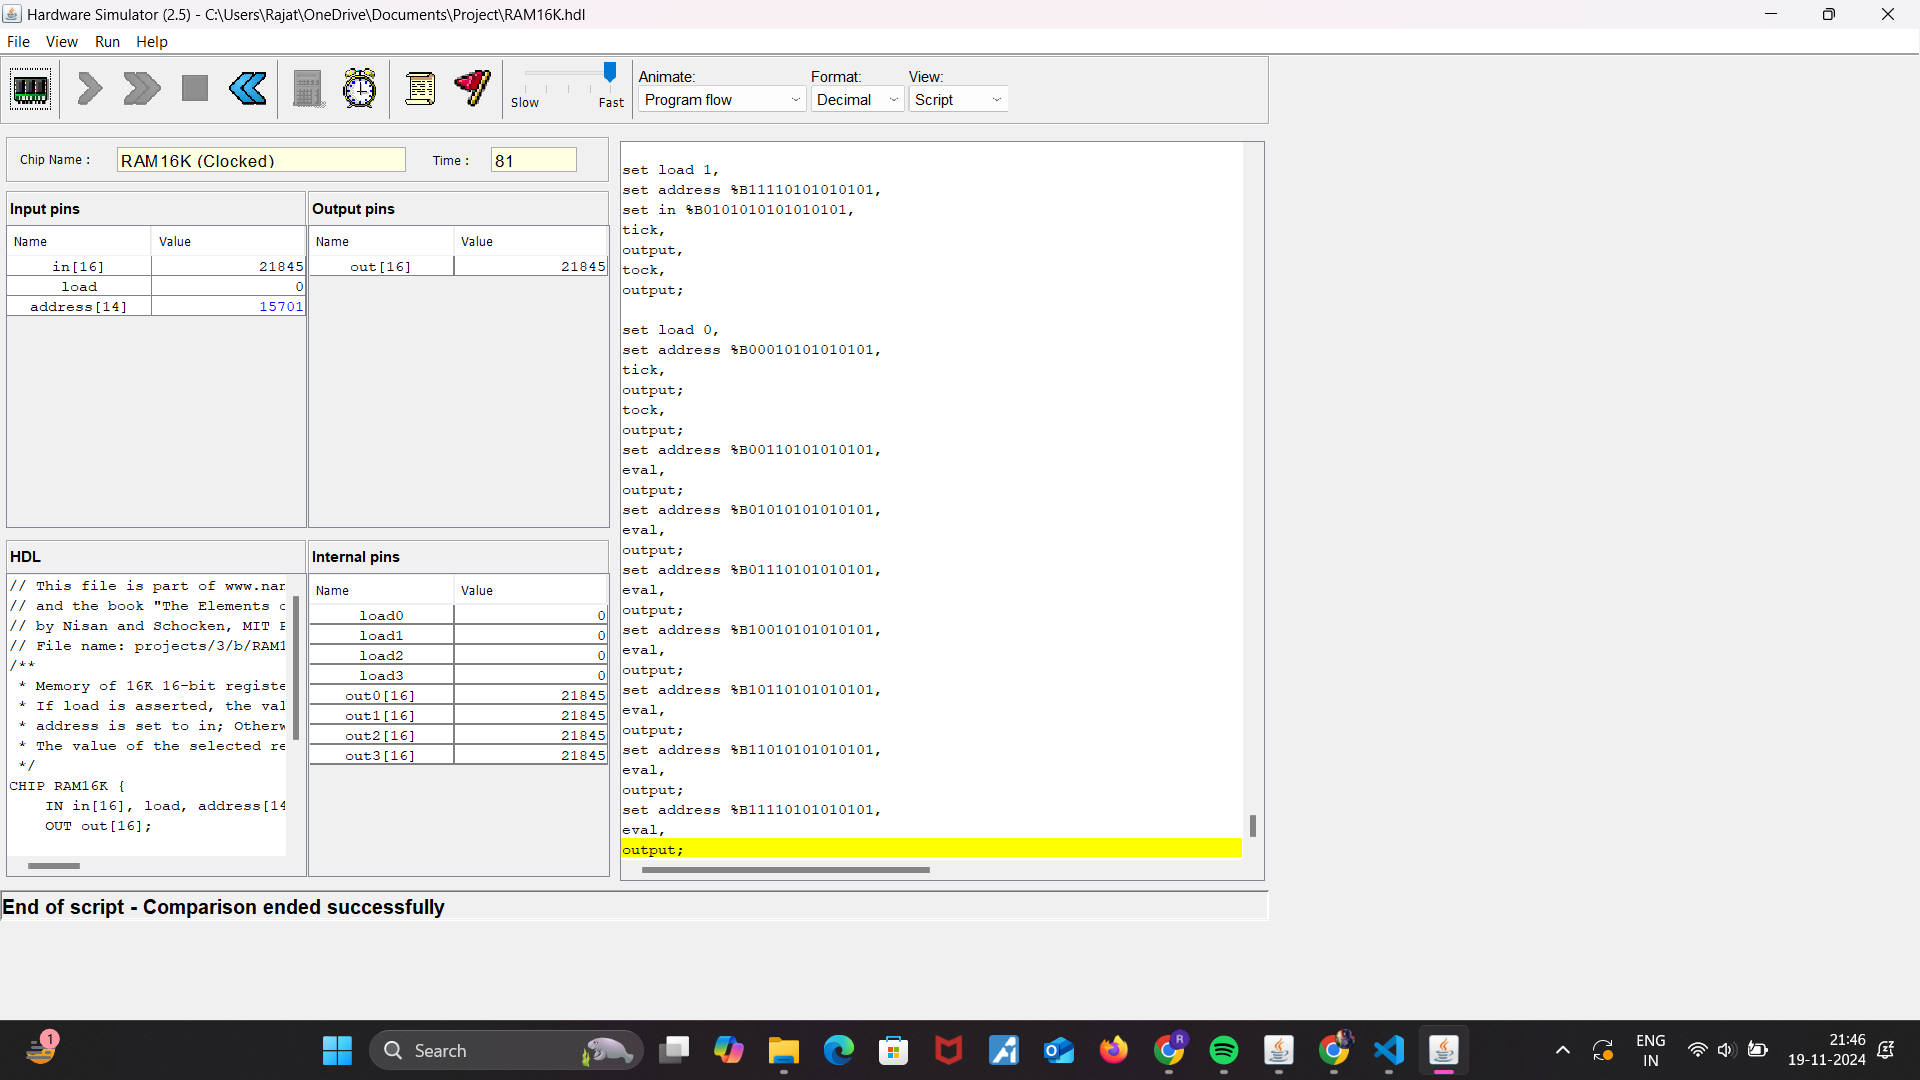 Hardware Simulator (2.5) - C:\Users\Rajat\OneDrive\Documents\Project\RAM16K.hdl
File View Run Help
Slow Fast
Animate: Format: View:
Program flow Decimal Script
Chip Name : RAM16K (Clocked) Time : 81
Input pins
Name Value
in[16] 21845
load 0
address[14] 15701
Output pins
Name Value
out[16] 21845
HDL
// This file is part of www.nan
// and the book "The Elements o
// by Nisan and Schocken, MIT P
// File name: projects/3/b/RAM1
/**
* Memory of 16K 16-bit registe
* If load is asserted, the val
* address is set to in; Otherw
* The value of the selected re
*/
CHIP RAM16K {
IN in[16], load, address[14
OUT out[16];
Internal pins
Name Value
load0 0
load1 0
load2 0
load3 0
out0[16] 21845
out1[16] 21845
out2[16] 21845
out3[16] 21845
set load 1,
set address %B11110101010101,
set in %B0101010101010101,
tick,
output,
tock,
output;
set load 0,
set address %B00010101010101,
tick,
output;
tock,
output;
set address %B00110101010101,
eval,
output;
set address %B01010101010101,
eval,
output;
set address %B01110101010101,
eval,
output;
set address %B10010101010101,
eval,
output;
set address %B10110101010101,
eval,
output;
set address %B11010101010101,
eval,
output;
set address %B11110101010101,
eval,
output;
End of script - Comparison ended successfully
1
Search
R
ENG
IN
21:46
19-11-2024